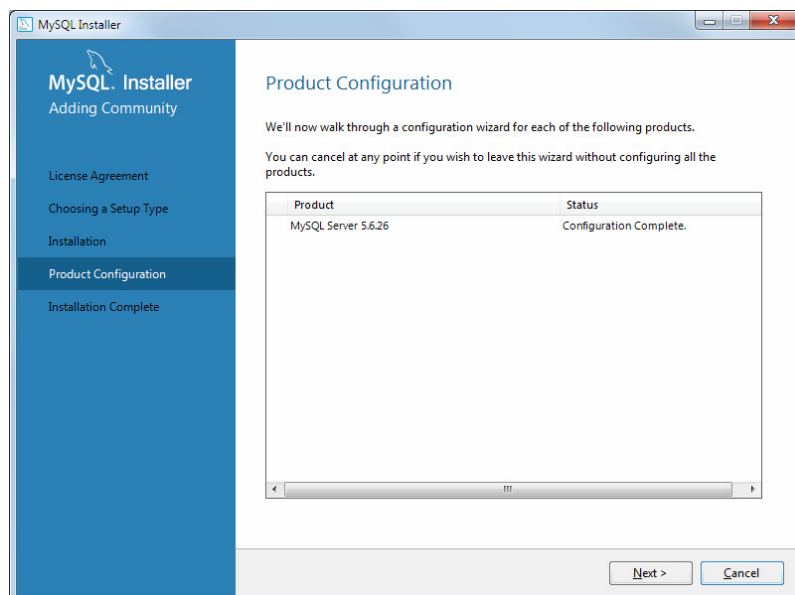 MySQL Installer
MySQL. Installer
Adding Community
License Agreement
Choosing a Setup Type
Installation
Product Configuration
Installation Complete
Product Configuration
We'll now walk through a configuration wizard for each of the following products.
You can cancel at any point if you wish to leave this wizard without configuring all the
products.
Product Status
MySQL Server 5.6.26 Configuration Complete.
Next > Cancel